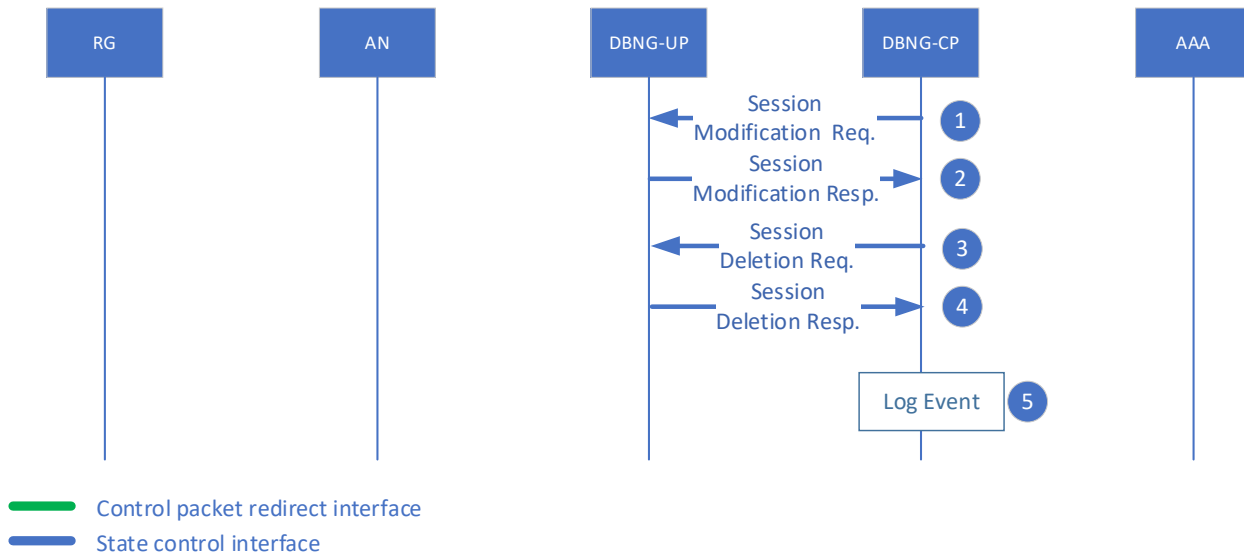 RG
AN
DBNG-UP
DBNG-CP
AAA
Session
Modification Req.
1
Session
Modification Resp.
2
Session
Deletion Req.
3
Session
Deletion Resp.
4
Log Event
5
Control packet redirect interface
State control interface